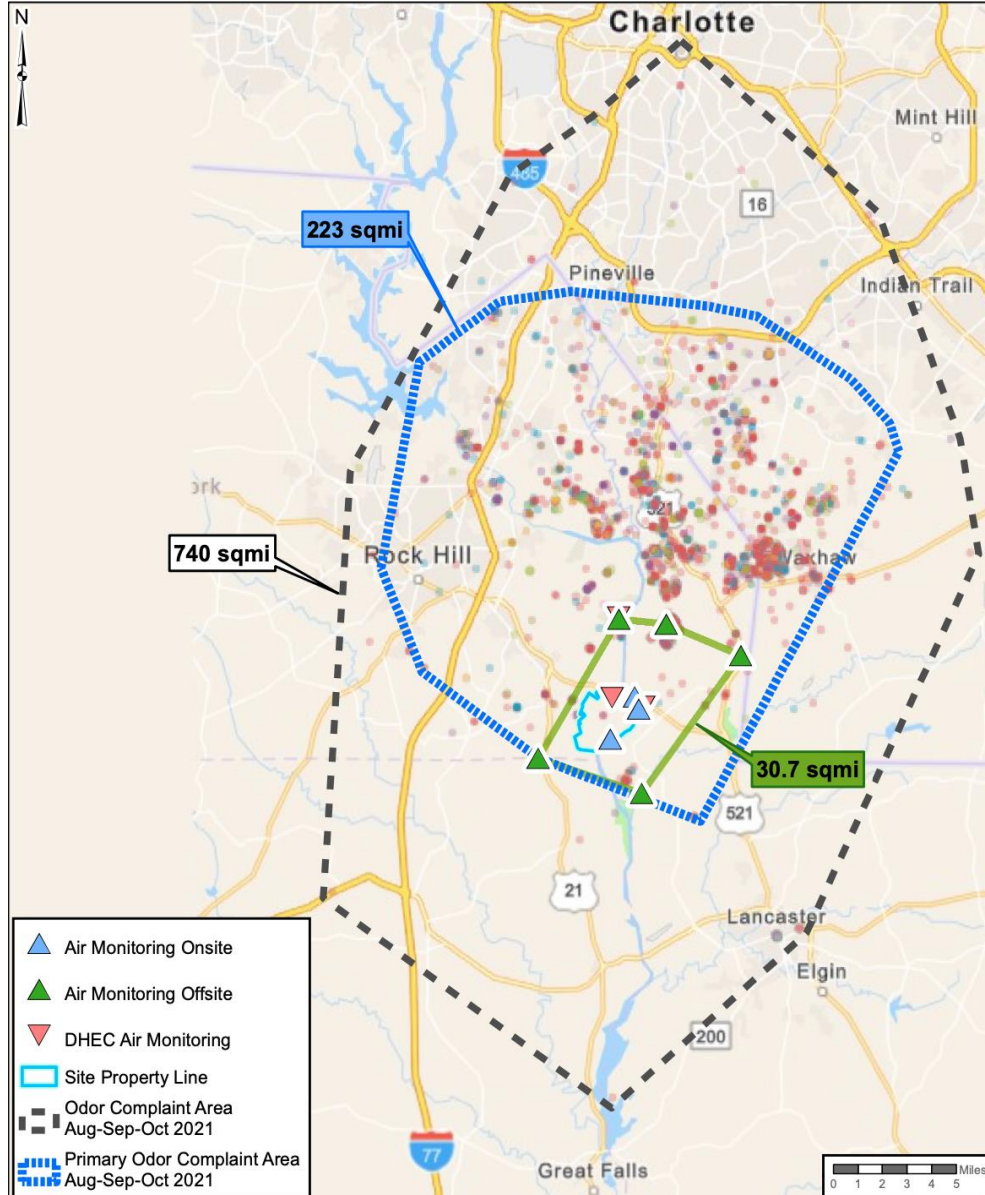 N
Charlotte
Mint Hill
485
16
223 sqmi
Pineville
Indian Trail
521
Waxhaw
ork
740 sqmi
Rock Hill
30.7 sqmi
521
21
Lancaster
Elgin
200
77
Great Falls
Air Monitoring Onsite
Air Monitoring Offsite
DHEC Air Monitoring
Site Property Line
Odor Complaint Area
Aug-Sep-Oct 2021
Primary Odor Complaint Area
Aug-Sep-Oct 2021
Miles
0 1 2 3 4 5